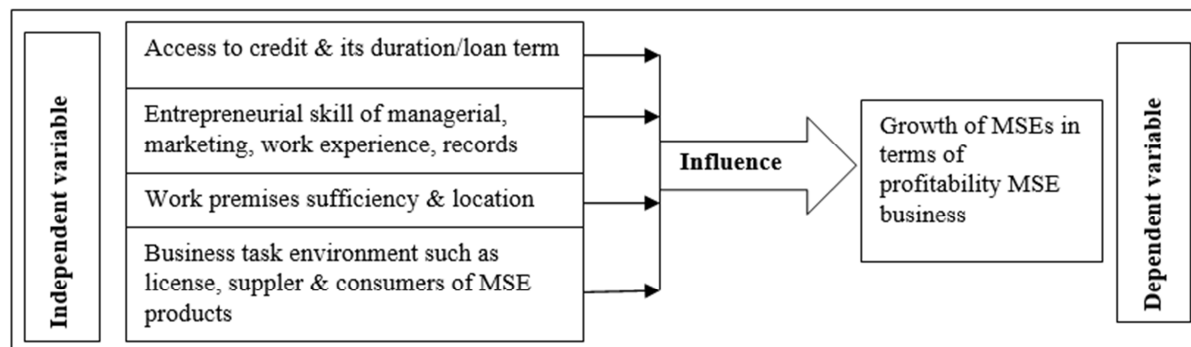 Independent variable
Access to credit & its duration/loan term
Entrepreneurial skill of managerial,
marketing, work experience, records
Work premises sufficiency & location
Business task environment such as
license, suppler & consumers of MSE
products
Influence
Growth of MSEs in
terms of
profitability MSE
business
Dependent variable